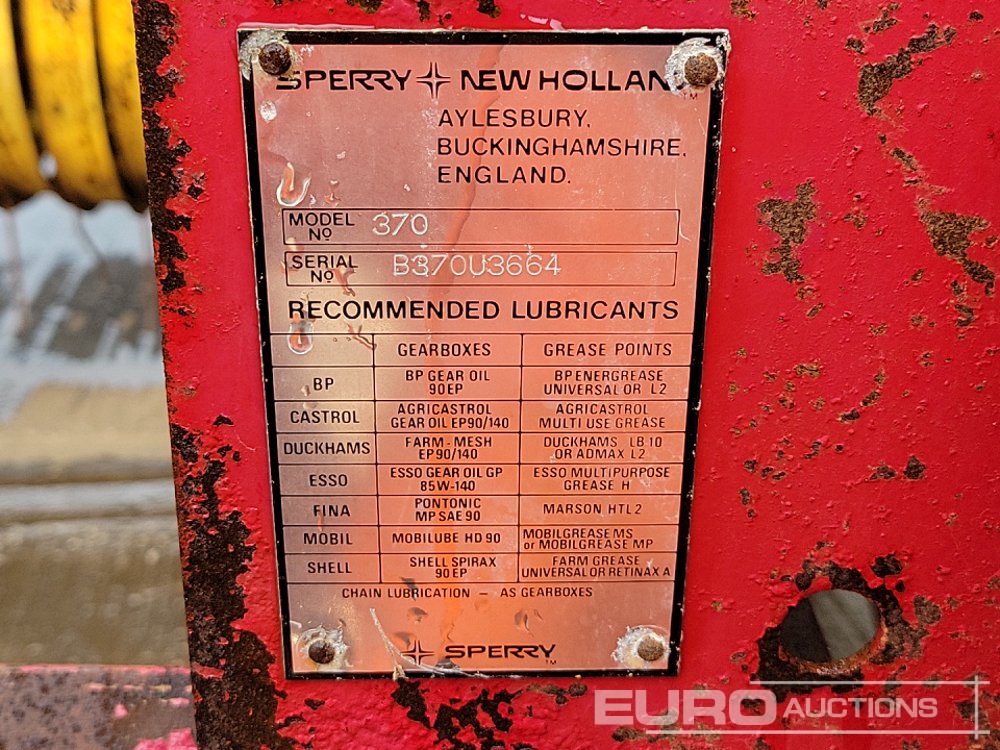 SPERRY NEW HOLLAND
AYLESBURY,
BUCKINGHAMSHIRE,
ENGLAND.
MODEL Nº 370
SERIAL Nº B370U3664
RECOMMENDED LUBRICANTS
GEARBOXES GREASE POINTS
BP BP GEAR OIL 90EP BP ENERGREASE UNIVERSAL OR L2
CASTROL AGRICASTROL GEAR OIL EP90/140 AGRICASTROL MULTI USE GREASE
DUCKHAMS FARM-MESH EP90/140 DUCKHAMS LB10 OR ADMAX L2
ESSO ESSO GEAR OIL GP 85W-140 ESSO MULTIPURPOSE GREASE H
FINA PONTONIC MP SAE 90 MARSON HTL 2
MOBIL MOBILUBE HD 90 MOBILGREASE MS or MOBILGREASE MP
SHELL SHELL SPIRAX 90 EP FARM GREASE UNIVERSAL OR RETINAX A
CHAIN LUBRICATION - AS GEARBOXES
SPERRY TM
EURO AUCTIONS